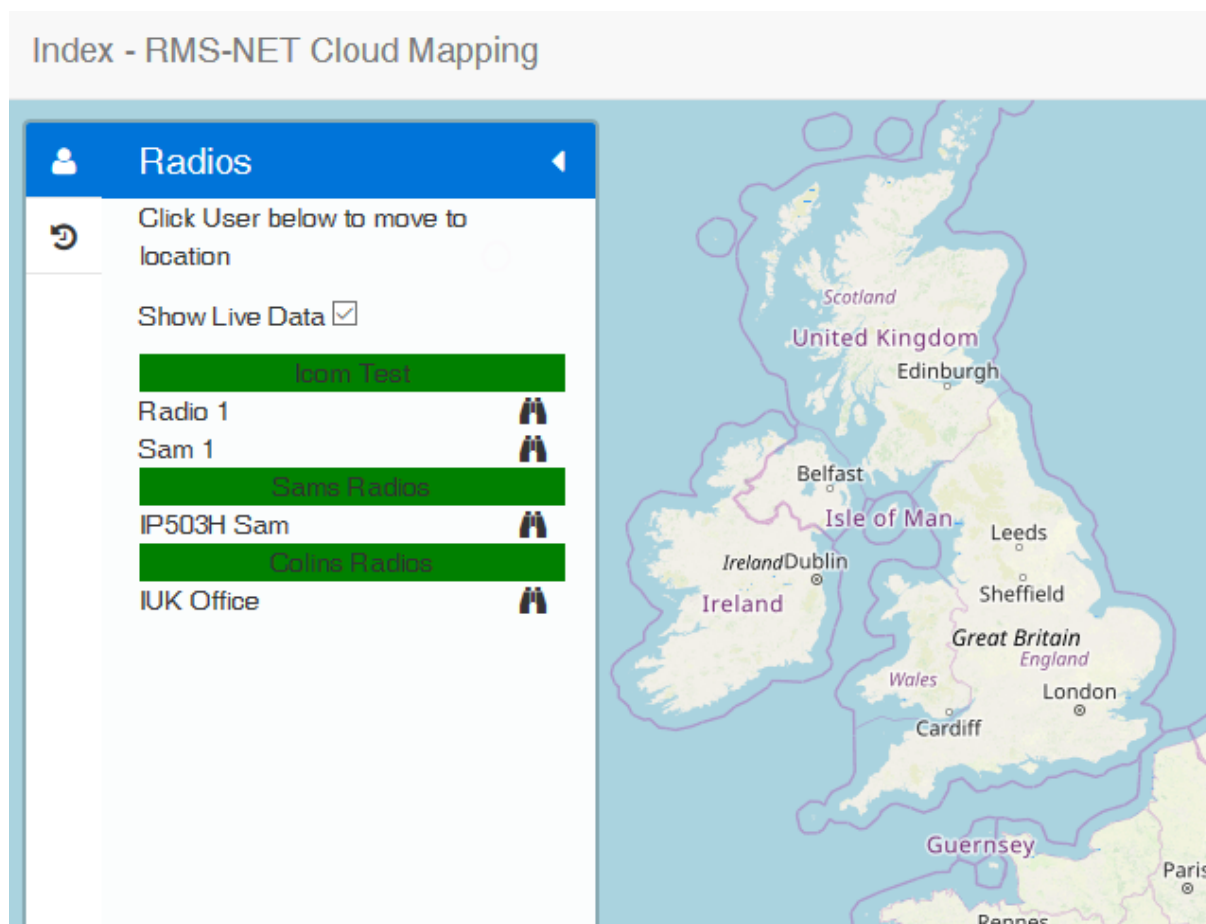 Index - RMS-NET Cloud Mapping
Radios
Click User below to move to
location
Show Live Data
Icom Test
Radio 1
Sam 1
Sams Radios
IP503H Sam
Colins Radios
IUK Office
Scotland
United Kingdom
Edinburgh
Belfast
Isle of Man
Leeds
Ireland
Dublin
Sheffield
Ireland
Great Britain
England
Wales
London
Cardiff
Guernsey
Paris
Rennes